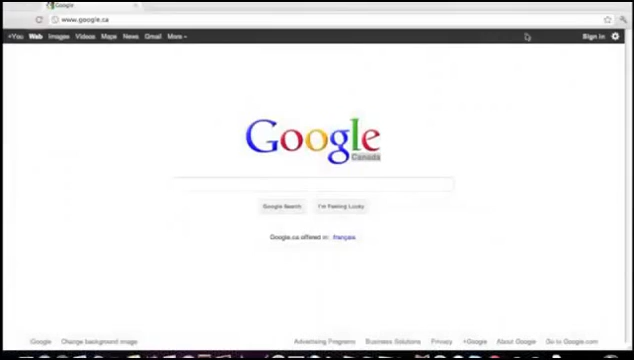 Google
www.google.ca
+You Web Images Videos Maps News Gmail More Sign in
Google
Canada
Google Search I'm Feeling Lucky
Google.ca offered in: français
Google Change background image Advertising Programs Business Solutions Privacy +Google About Google Go to Google.com